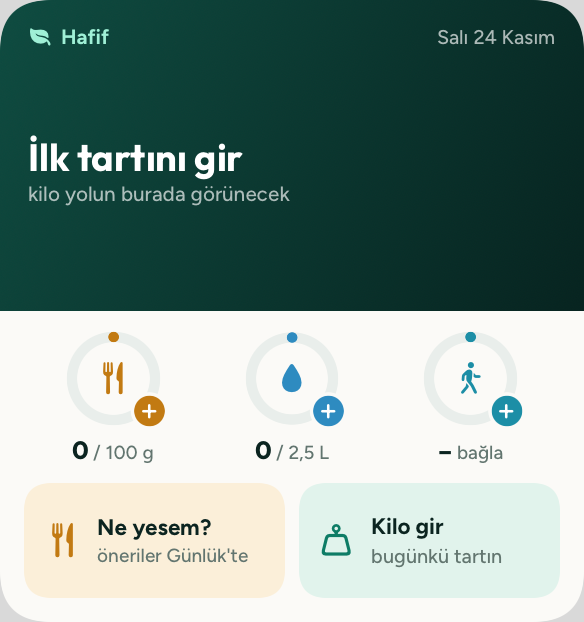 Hafif
Salı 24 Kasım
İlk tartını gir
kilo yolun burada görünecek
0 / 100 g
0 / 2,5 L
– bağla
Ne yesem?
öneriler Günlük'te
Kilo gir
bugünkü tartın